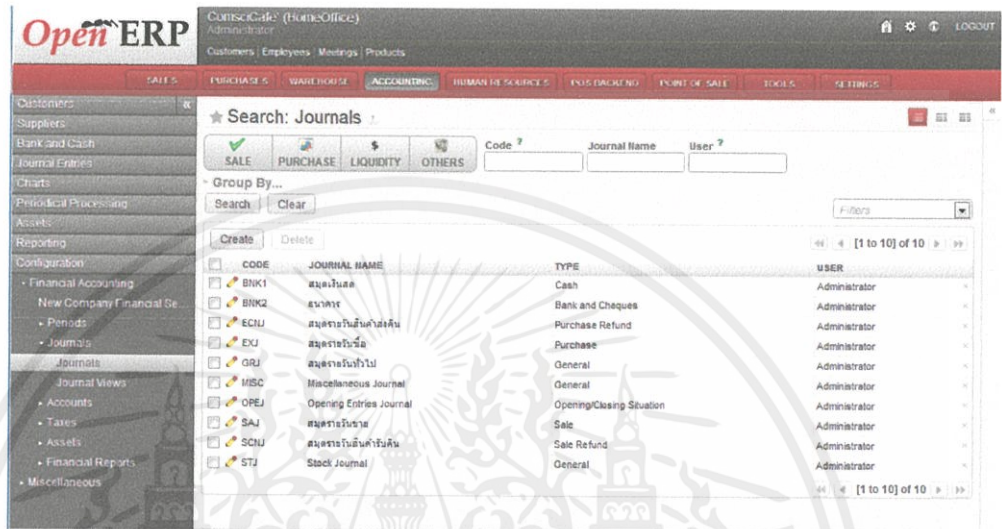 Open ERP
ComsciCafe' (HomeOffice)
Administrator
Customers | Employees | Meetings | Products
LOGOUT
SALES PURCHASES WAREHOUSE ACCOUNTING HUMAN RESOURCES POS BACKEND POINT OF SALE TOOLS SETTINGS
Customers
Suppliers
Bank and Cash
Journal Entries
Charts
Periodical Processing
Assets
Reporting
Configuration
Financial Accounting
New Company Financial Se...
Periods
Journals
Journals
Journal Views
Accounts
Taxes
Assets
Financial Reports
Miscellaneous
Search: Journals
SALE PURCHASE LIQUIDITY OTHERS
Code ? Journal Name User ?
Group By...
Search Clear
Filters
Create Delete [1 to 10] of 10
CODE JOURNAL NAME TYPE USER
BNK1 สมุดเงินสด Cash Administrator
BNK2 ธนาคาร Bank and Cheques Administrator
ECNJ สมุดรายวันสินค้าส่งคืน Purchase Refund Administrator
EXJ สมุดรายวันซื้อ Purchase Administrator
GRJ สมุดรายวันทั่วไป General Administrator
MISC Miscellaneous Journal General Administrator
OPEJ Opening Entries Journal Opening/Closing Situation Administrator
SAJ สมุดรายวันขาย Sale Administrator
SCNJ สมุดรายวันสินค้ารับคืน Sale Refund Administrator
STJ Stock Journal General Administrator
[1 to 10] of 10